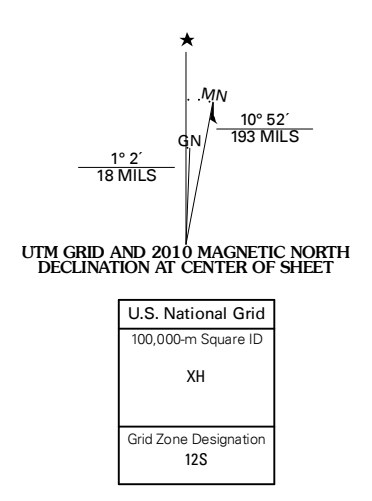 MN
10° 52´
193 MILS
GN
1° 2´
18 MILS
UTM GRID AND 2010 MAGNETIC NORTH
DECLINATION AT CENTER OF SHEET
U.S. National Grid
100,000-m Square ID
XH
Grid Zone Designation
12S